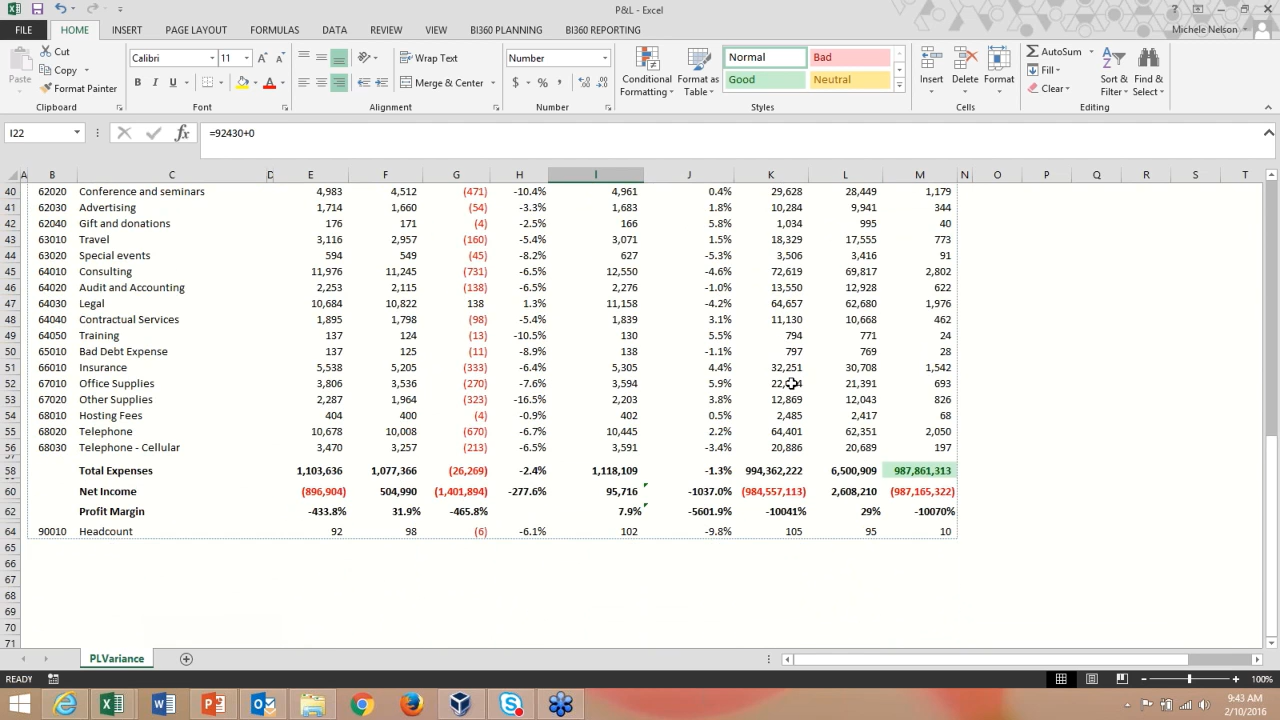 P&L - Excel
Michele Nelson
FILE HOME INSERT PAGE LAYOUT FORMULAS DATA REVIEW VIEW BI360 PLANNING BI360 REPORTING
Paste Cut Copy Format Painter Clipboard
Calibri 11 B I U A Font
Wrap Text Merge & Center Alignment
Number $ % , Number
Conditional Formatting Format as Table Normal Bad Good Neutral Styles
Insert Delete Format Cells
AutoSum Fill Clear Sort & Filter Find & Select Editing
I22 fx =92430+0
A B C D E F G H I J K L M N O P Q R S T
40 62020 Conference and seminars 4,983 4,512 (471) -10.4% 4,961 0.4% 29,628 28,449 1,179
41 62030 Advertising 1,714 1,660 (54) -3.3% 1,683 1.8% 10,284 9,941 344
42 62040 Gift and donations 176 171 (4) -2.5% 166 5.8% 1,034 995 40
43 63010 Travel 3,116 2,957 (160) -5.4% 3,071 1.5% 18,329 17,555 773
44 63020 Special events 594 549 (45) -8.2% 627 -5.3% 3,506 3,416 91
45 64010 Consulting 11,976 11,245 (731) -6.5% 12,550 -4.6% 72,619 69,817 2,802
46 64020 Audit and Accounting 2,253 2,115 (138) -6.5% 2,276 -1.0% 13,550 12,928 622
47 64030 Legal 10,684 10,822 138 1.3% 11,158 -4.2% 64,657 62,680 1,976
48 64040 Contractual Services 1,895 1,798 (98) -5.4% 1,839 3.1% 11,130 10,668 462
49 64050 Training 137 124 (13) -10.5% 130 5.5% 794 771 24
50 65010 Bad Debt Expense 137 125 (11) -8.9% 138 -1.1% 797 769 28
51 66010 Insurance 5,538 5,205 (333) -6.4% 5,305 4.4% 32,251 30,708 1,542
52 67010 Office Supplies 3,806 3,536 (270) -7.6% 3,594 5.9% 21,391 693
53 67020 Other Supplies 2,287 1,964 (323) -16.5% 2,203 3.8% 12,869 12,043 826
54 68010 Hosting Fees 404 400 (4) -0.9% 402 0.5% 2,485 2,417 68
55 68020 Telephone 10,678 10,008 (670) -6.7% 10,445 2.2% 64,401 62,351 2,050
56 68030 Telephone - Cellular 3,470 3,257 (213) -6.5% 3,591 -3.4% 20,886 20,689 197
58 Total Expenses 1,103,636 1,077,366 (26,269) -2.4% 1,118,109 -1.3% 994,362,222 6,500,909 987,861,313
60 Net Income (896,904) 504,990 (1,401,894) -277.6% 95,716 -1037.0% (984,557,113) 2,608,210 (987,165,322)
62 Profit Margin -433.8% 31.9% -465.8% 7.9% -5601.9% -10041% 29% -10070%
64 90010 Headcount 92 98 (6) -6.1% 102 -9.8% 105 95 10
65
66
67
68
69
70
71
PLVariance
READY 100%
9:43 AM
2/10/2016